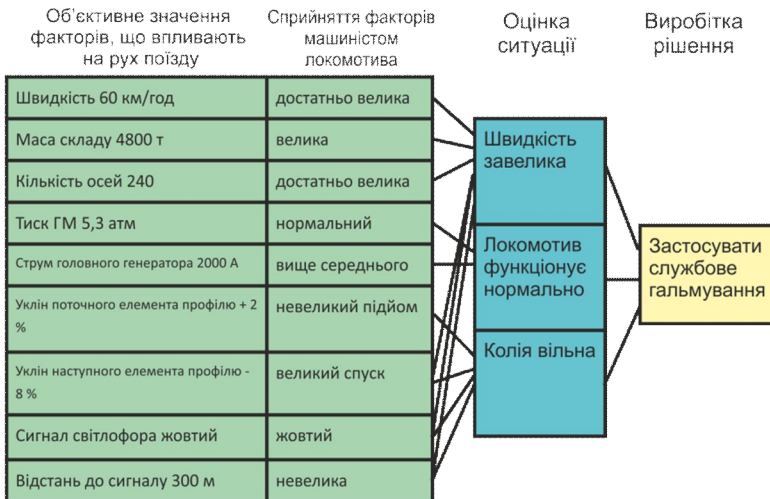 Об’єктивне значення
факторів, що впливають
на рух поїзду
Сприйняття факторів
машиністом
локомотива
Оцінка
ситуації
Виробітка
рішення
Швидкість 60 км/год
достатньо велика
Маса складу 4800 т
велика
Кількість осей 240
достатньо велика
Тиск ГМ 5,3 атм
нормальний
Струм головного генератора 2000 А
вище середнього
Уклін поточного елемента профілю + 2
%
невеликий підйом
Уклін наступного елемента профілю -
8 %
великий спуск
Сигнал світлофора жовтий
жовтий
Відстань до сигналу 300 м
невелика
Швидкість
завелика
Локомотив
функціонує
нормально
Колія вільна
Застосувати
службове
гальмування